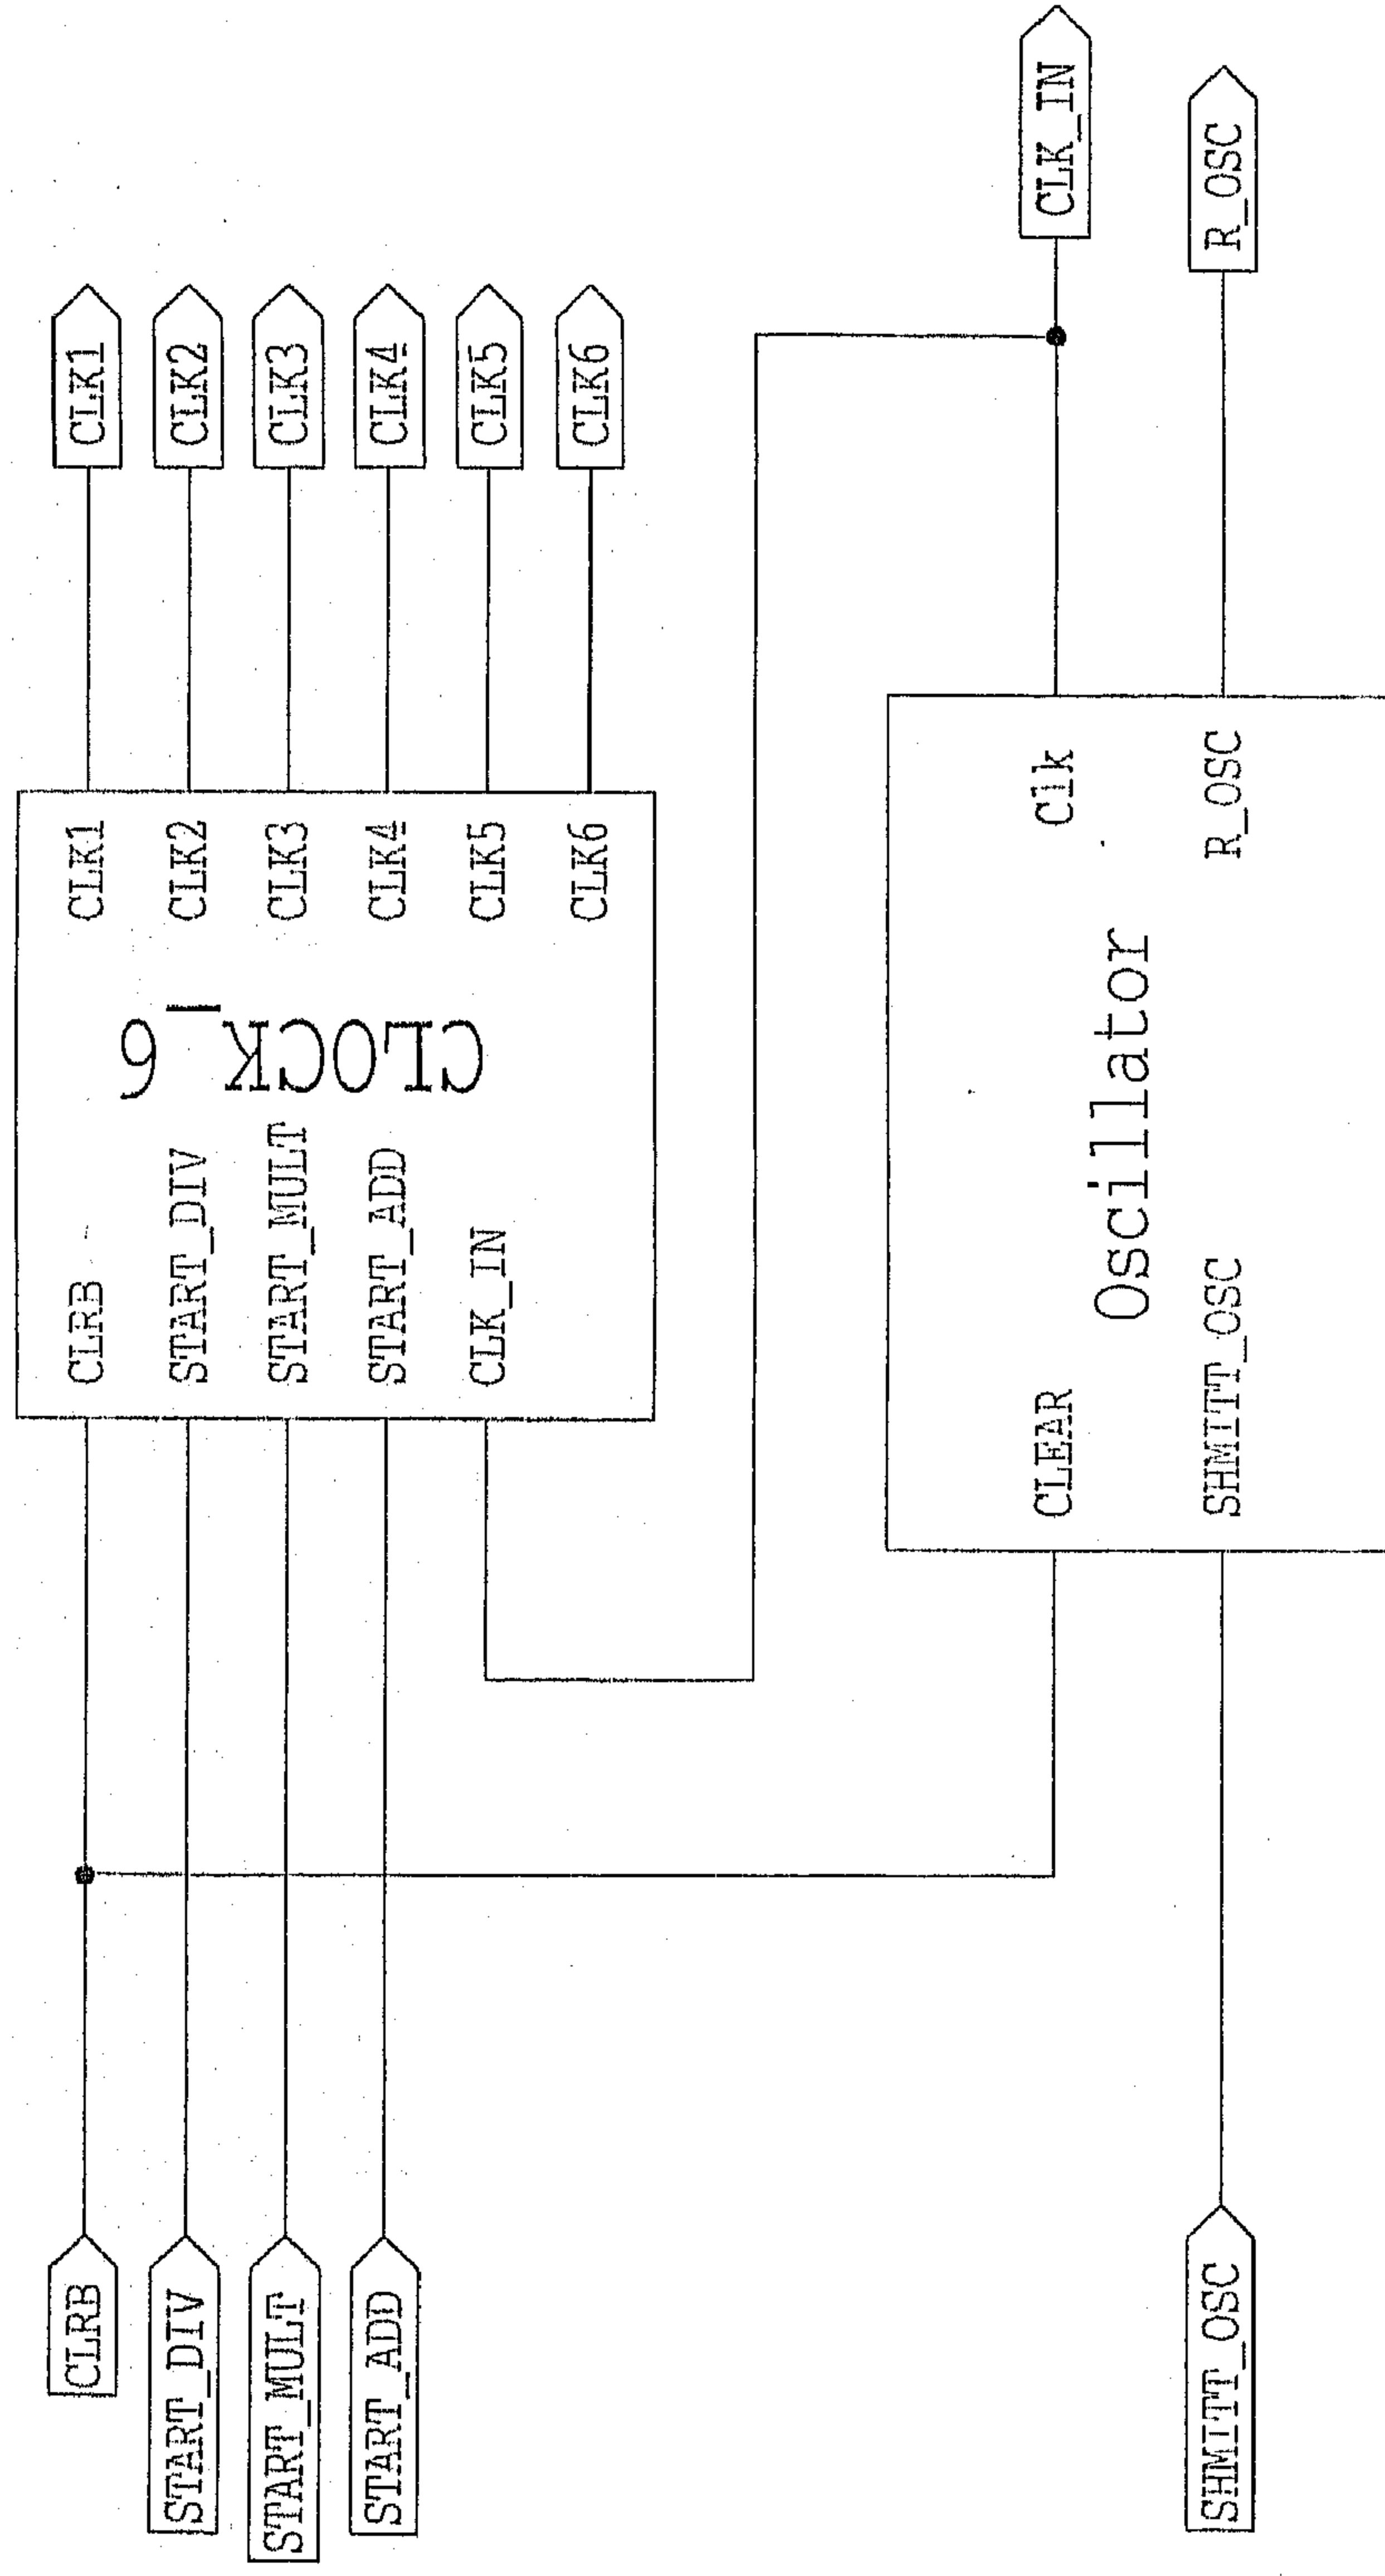 CLRB
START_DIV
START_MULT
START_ADD
CLRB
START_DIV
START_MULT
START_ADD
CLK_IN
CLOCK_6
CLK1
CLK2
CLK3
CLK4
CLK5
CLK6
CLK1
CLK2
CLK3
CLK4
CLK5
CLK6
SHMITT_OSC
CLEAR
SHMITT_OSC
Oscillator
Clk
R_OSC
CLK_IN
R_OSC